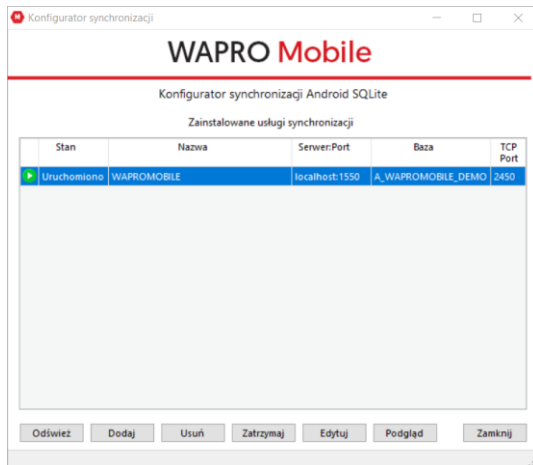 Konfigurator synchronizacji
WAPRO Mobile
Konfigurator synchronizacji Android SQLite
Zainstalowane usługi synchronizacji
Stan Nazwa Serwer:Port Baza TCP Port
Uruchomiono WAPROMOBILE localhost:1550 A_WAPROMOBILE_DEMO 2450
Odśwież Dodaj Usuń Zatrzymaj Edytuj Podgląd Zamknij